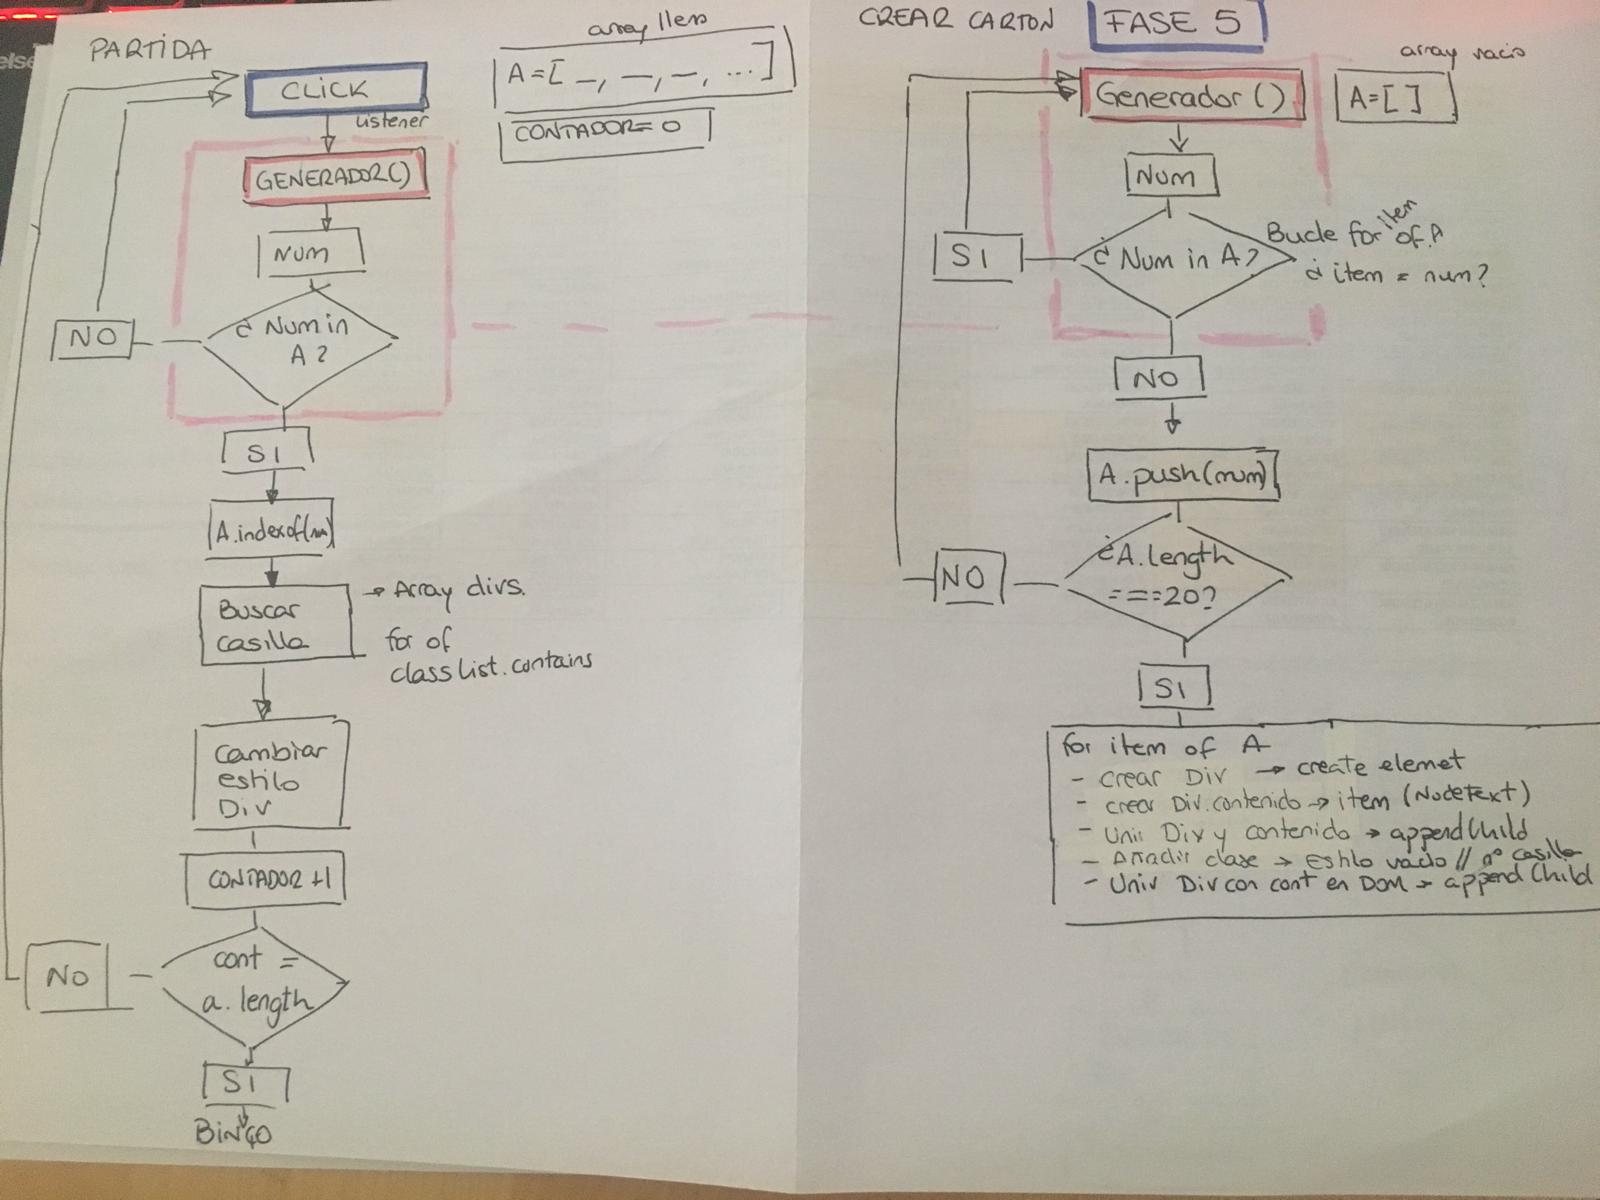 PARTIDA
array lleno
A=[ _, _, _, ...]
CONTADOR= 0
CLICK
listener
GENERADOR()
NUM
¿ Num in
A ?
NO
SI
A.indexof(num)
Buscar
casilla
→ Array divs.
for of
classList.contains
Cambiar
estilo
Div
CONTADOR +1
cont =
a. length
NO
SI
BINGO
CREAR CARTON
FASE 5
array vacio
Generador ()
A=[ ]
NUM
¿ Num in A?
SI
Bucle for item of A
¿ item = num?
NO
A.push(num)
¿A.length
===20?
NO
SI
for item of A
- crear Div → create elemet
- crear Div.contenido → item (NodeText)
- Unir Div y contenido → appendChild
- Añadir clase → Estilo vacio // nº casilla
- Unir Div con cont en DOM → append Child